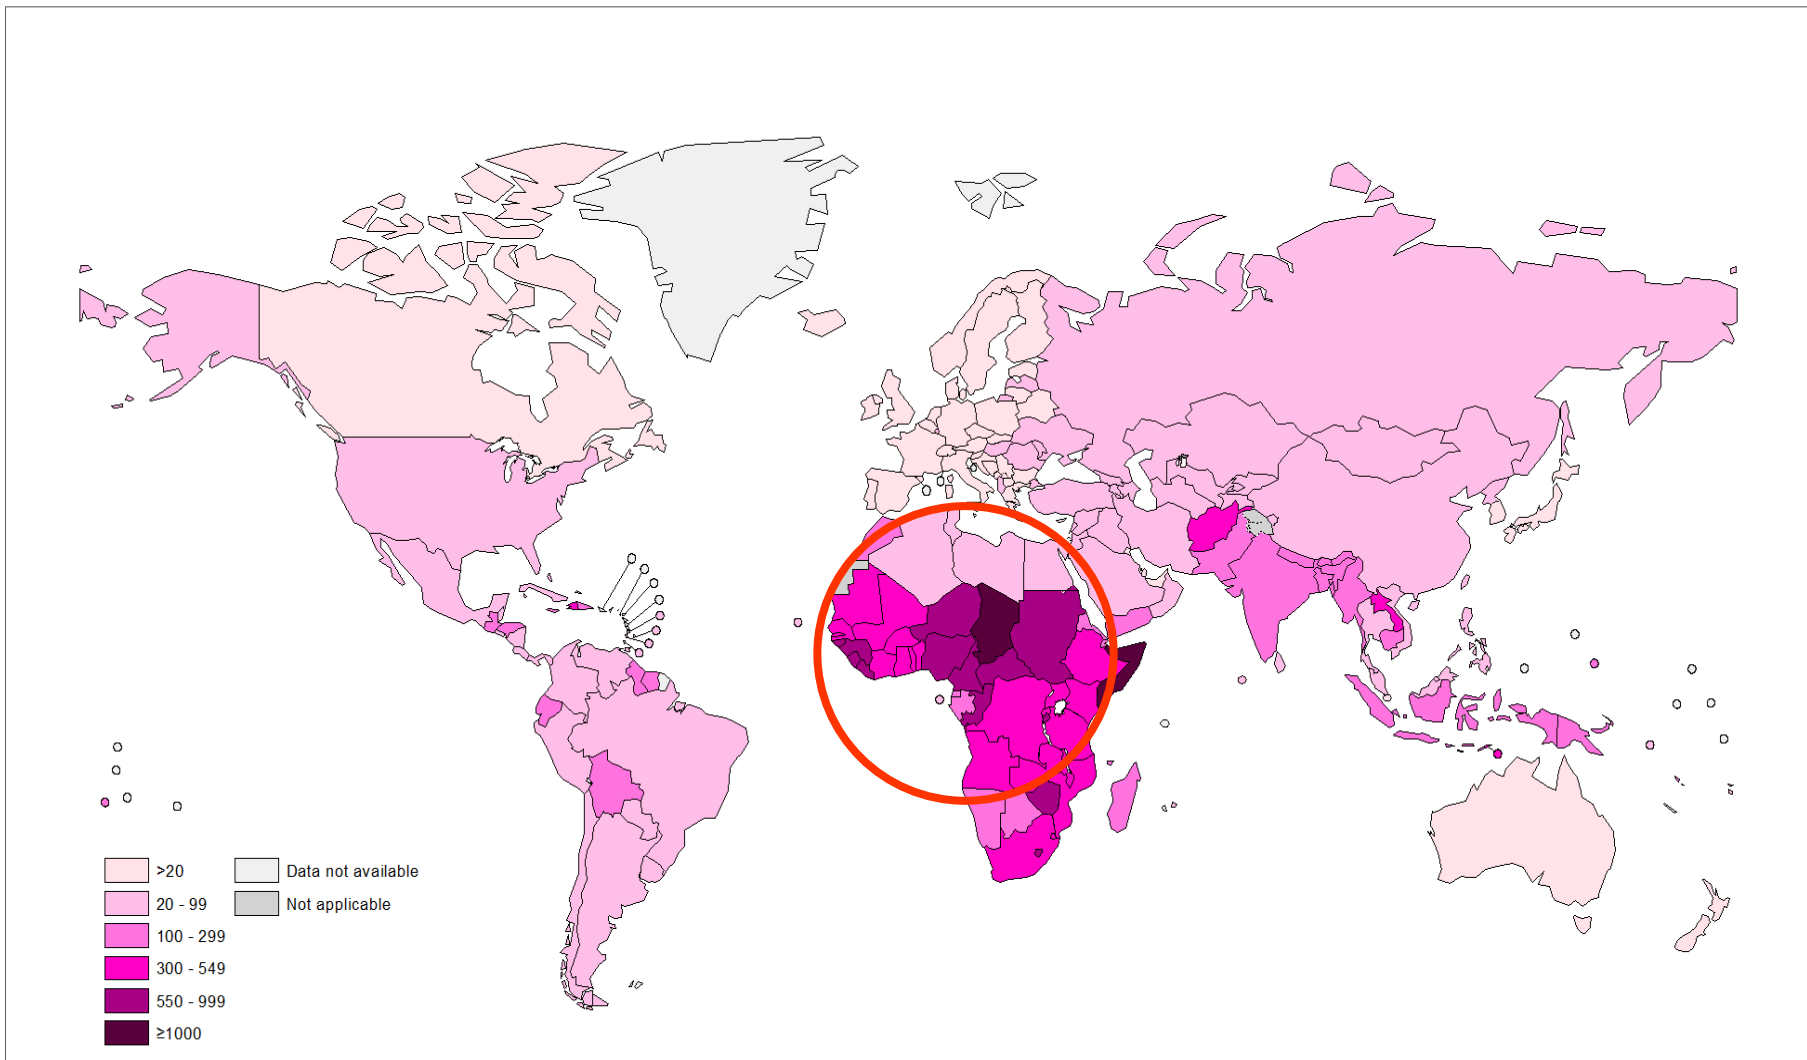 >20
20 - 99
100 - 299
300 - 549
550 - 999
≥1000
Data not available
Not applicable